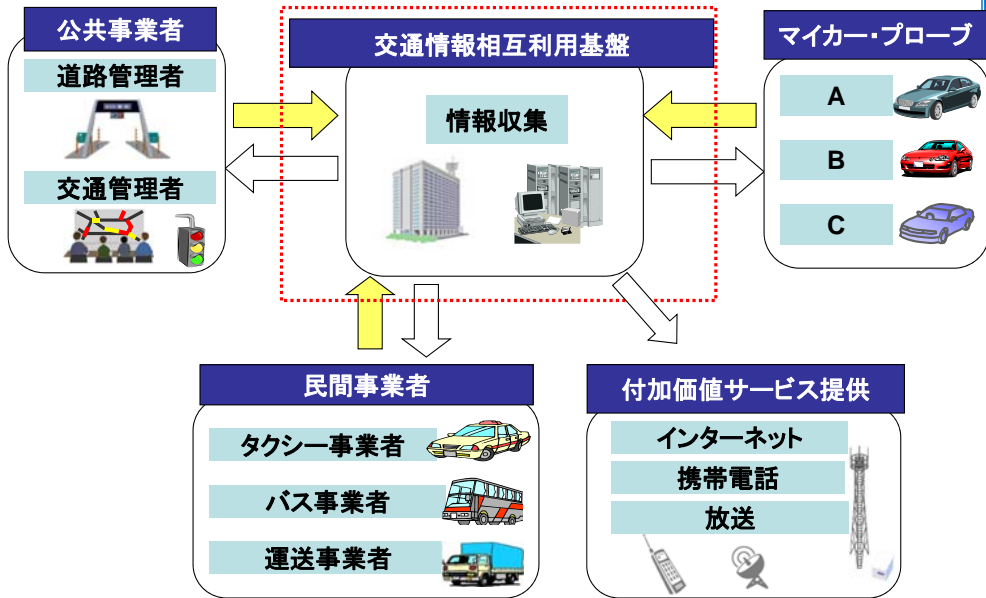 公共事業者
道路管理者
交通管理者
交通情報相互利用基盤
情報収集
マイカー・プローブ
A
B
C
民間事業者
タクシー事業者
バス事業者
運送事業者
付加価値サービス提供
インターネット
携帯電話
放送